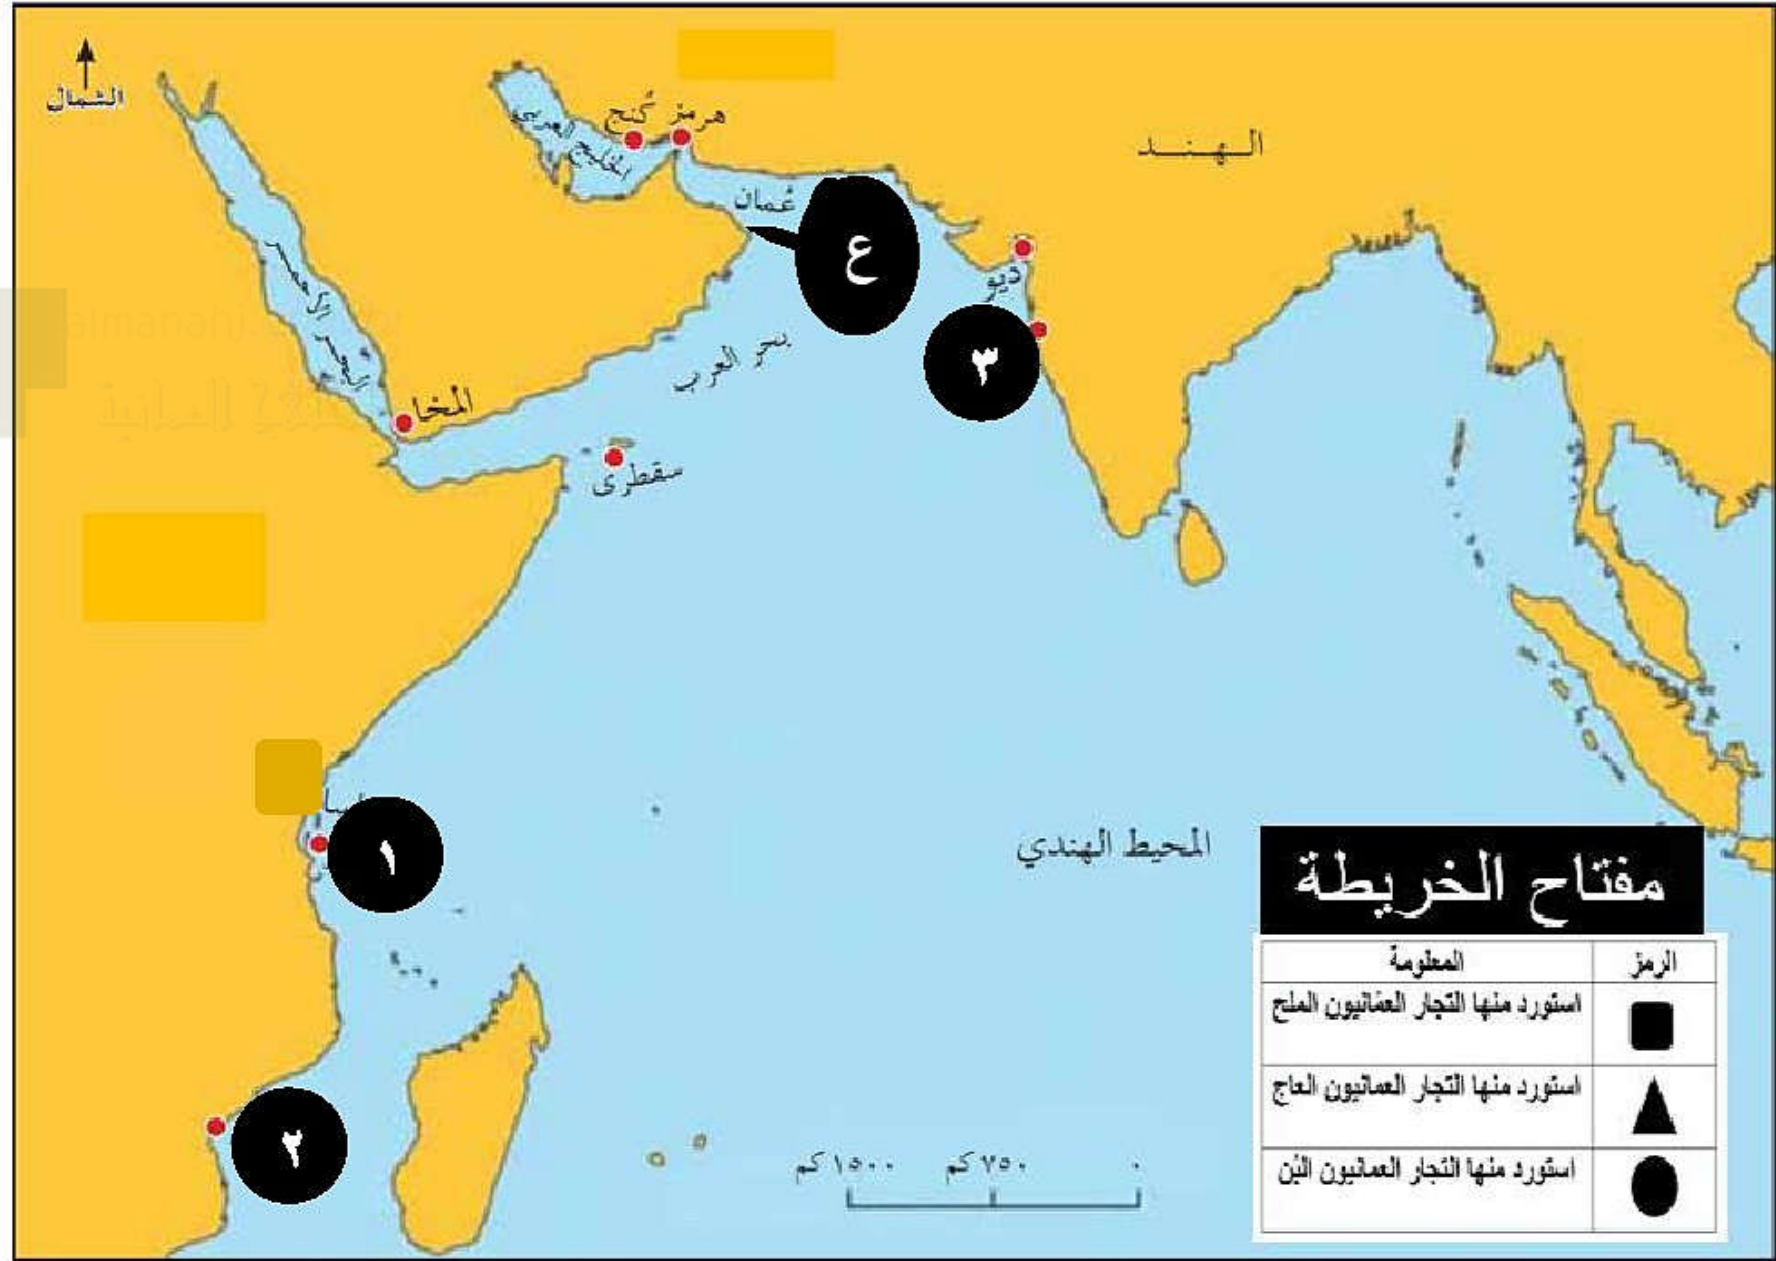 الشمال
هرمز
كنج
الخليج العربي
الهند
عُمان
ع
ديو
٣
بحر العرب
البحر الأحمر
المخا
سقطرى
١
المحيط الهندي
٢
٠
٧٥٠ كم
١٥٠٠ كم
مفتاح الخريطة
الرمز المعلومة
استورد منها التجار العمانيون الملح
استورد منها التجار العمانيون العاج
استورد منها التجار العمانيون البُن